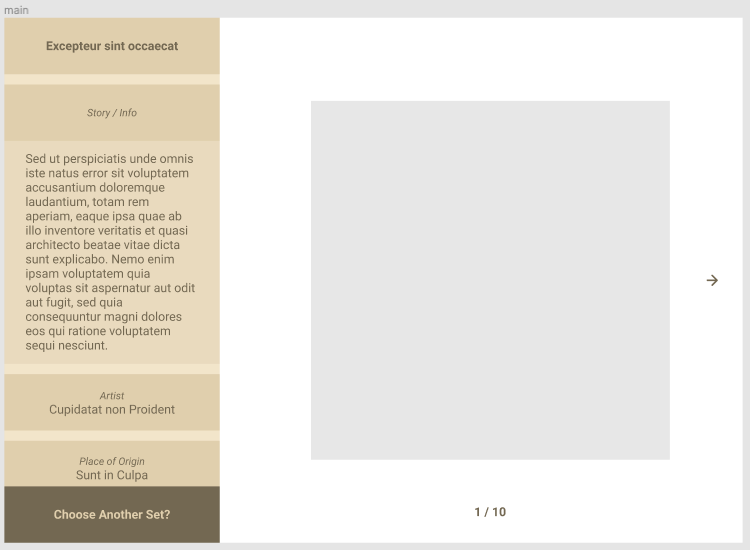 main
Excepteur sint occaecat
Story / Info
Sed ut perspiciatis unde omnis
iste natus error sit voluptatem
accusantium doloremque
laudantium, totam rem
aperiam, eaque ipsa quae ab
illo inventore veritatis et quasi
architecto beatae vitae dicta
sunt explicabo. Nemo enim
ipsam voluptatem quia
voluptas sit aspernatur aut odit
aut fugit, sed quia
consequuntur magni dolores
eos qui ratione voluptatem
sequi nesciunt.
Artist
Cupidatat non Proident
Place of Origin
Sunt in Culpa
Choose Another Set?
1 / 10